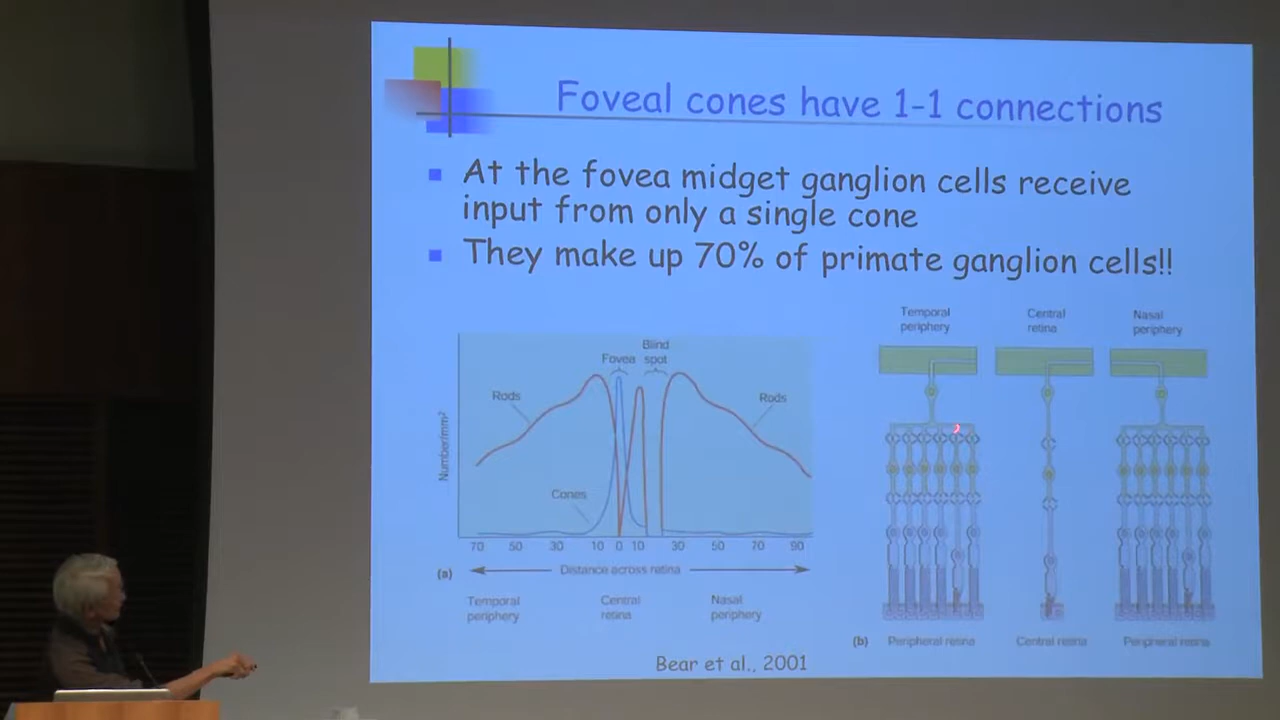 Foveal cones have 1-1 connections
At the fovea midget ganglion cells receive
input from only a single cone
They make up 70% of primate ganglion cells!!
Number/mm²
Rods
Fovea
Blind
spot
Rods
Cones
70 50 30 10 0 10 30 50 70 90
(a)
Distance across retina
Temporal
periphery
Central
retina
Nasal
periphery
Temporal
periphery
Central
retina
Nasal
periphery
(b)
Peripheral retina
Central retina
Peripheral retina
Bear et al., 2001